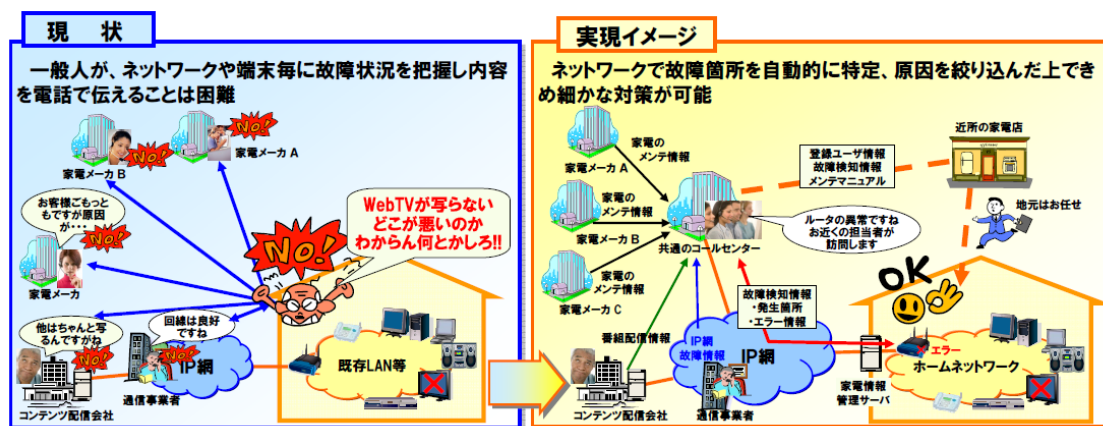 現　状
一般人が、ネットワークや端末毎に故障状況を把握し内容
を電話で伝えることは困難
NO!
NO!
家電メーカ B
家電メーカ A
お客様ごもっと
もですが原因
が・・・
NO!
家電メーカ
WebTVが写らない
どこが悪いのか
わからん何とかしろ!!
NO!
他はちゃんと写
るんですがね
NO!
コンテンツ配信会社
回線は良好
ですね
NO!
IP網
通信事業者
既存LAN等
実現イメージ
ネットワークで故障箇所を自動的に特定、原因を絞り込んだ上でき
め細かな対策が可能
家電メーカ A
家電の
メンテ情報
家電メーカ B
家電の
メンテ情報
家電メーカ C
家電の
メンテ情報
共通のコールセンター
登録ユーザ情報
故障検知情報
メンテマニュアル
近所の家電店
地元はお任せ
ルータの異常ですね
お近くの担当者が
訪問します
故障検知情報
・発生箇所
・エラー情報
OK
番組配信情報
IP網
故障情報
IP網
コンテンツ配信会社
通信事業者
家電情報
管理サーバ
エラー
ホームネットワーク